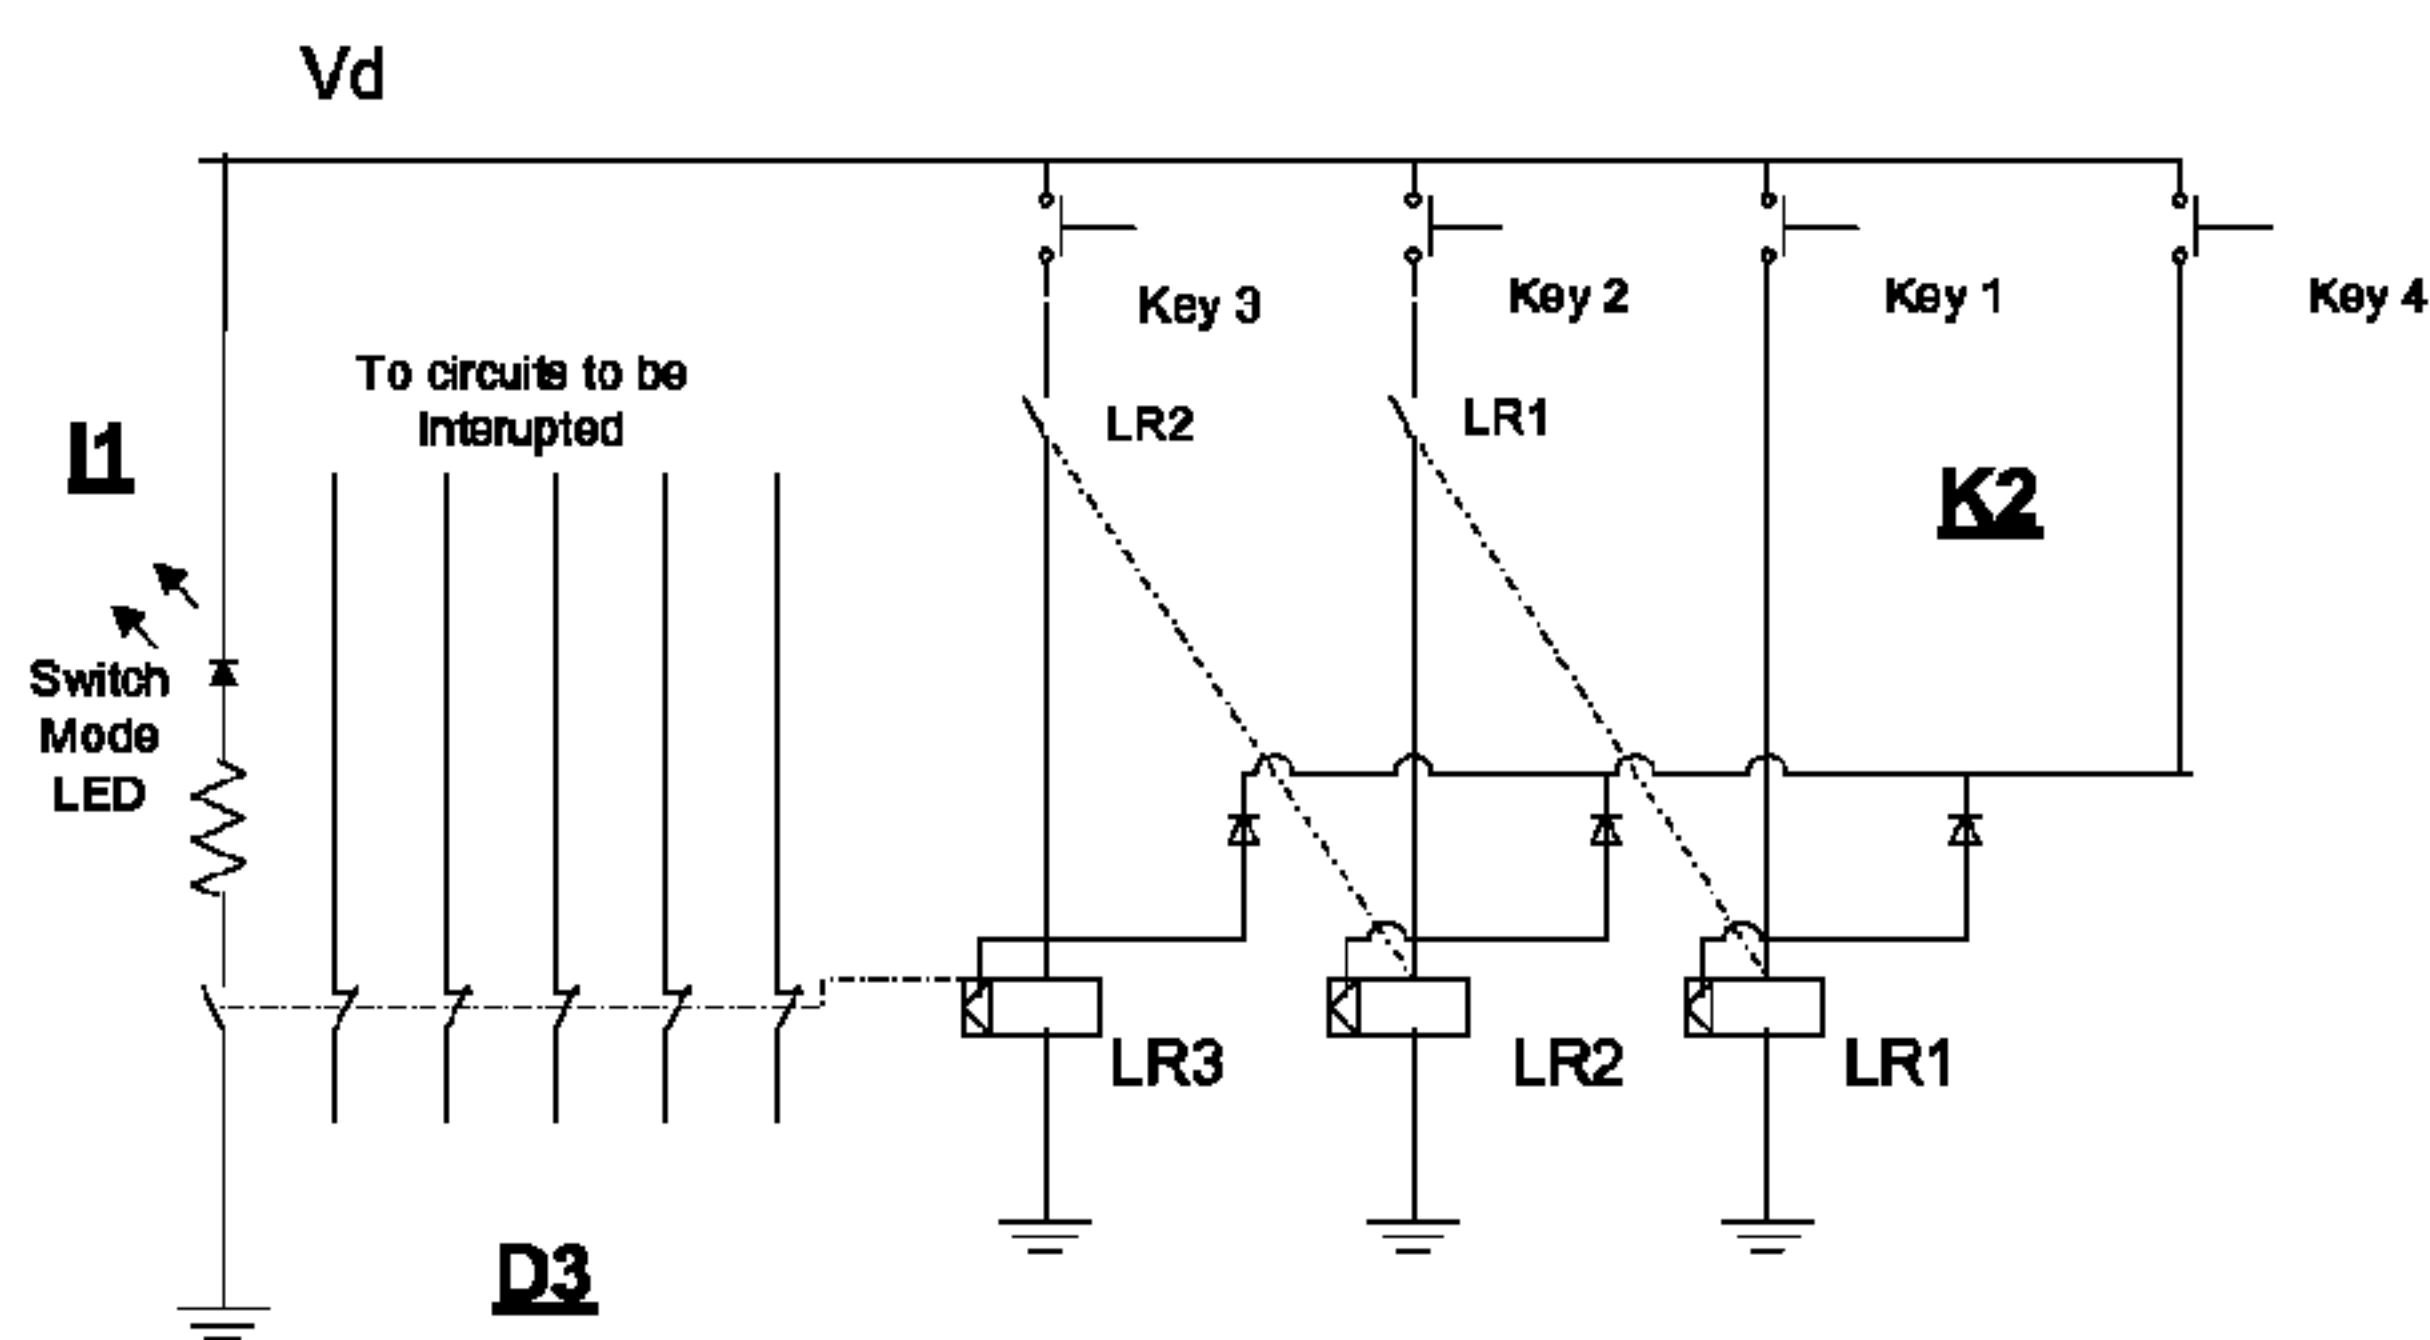 Vd
Key 3
Key 2
Key 1
Key 4
To circuits to be
Interupted
LR2
LR1
I1
K2
Switch
Mode
LED
LR3
LR2
LR1
D3